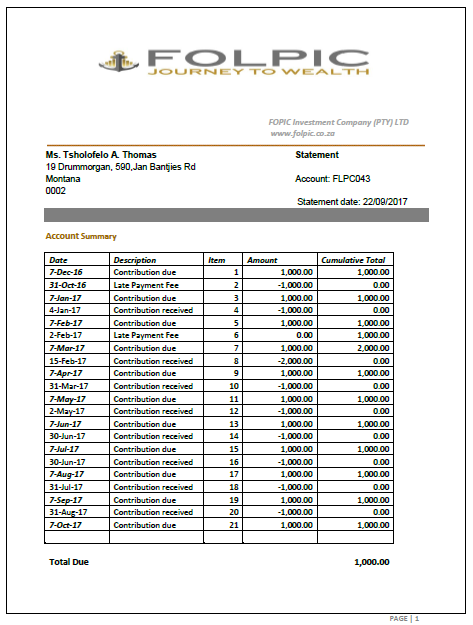 FOLPIC
JOURNEY TO WEALTH
FOPIC Investment Company (PTY) LTD
www.folpic.co.za
Ms. Tsholofelo A. Thomas Statement
19 Drummorgan, 590,Jan Bantjies Rd
Montana Account: FLPC043
0002
Statement date: 22/09/2017
Account Summary
Date Description Item Amount Cumulative Total
7-Dec-16 Contribution due 1 1,000.00 1,000.00
31-Oct-16 Late Payment Fee 2 -1,000.00 0.00
7-Jan-17 Contribution due 3 1,000.00 1,000.00
4-Jan-17 Contribution received 4 -1,000.00 0.00
7-Feb-17 Contribution due 5 1,000.00 1,000.00
2-Feb-17 Late Payment Fee 6 0.00 1,000.00
7-Mar-17 Contribution due 7 1,000.00 2,000.00
15-Feb-17 Contribution received 8 -2,000.00 0.00
7-Apr-17 Contribution due 9 1,000.00 1,000.00
31-Mar-17 Contribution received 10 -1,000.00 0.00
7-May-17 Contribution due 11 1,000.00 1,000.00
2-May-17 Contribution received 12 -1,000.00 0.00
7-Jun-17 Contribution due 13 1,000.00 1,000.00
30-Jun-17 Contribution received 14 -1,000.00 0.00
7-Jul-17 Contribution due 15 1,000.00 1,000.00
30-Jun-17 Contribution received 16 -1,000.00 0.00
7-Aug-17 Contribution due 17 1,000.00 1,000.00
31-Jul-17 Contribution received 18 -1,000.00 0.00
7-Sep-17 Contribution due 19 1,000.00 1,000.00
31-Aug-17 Contribution received 20 -1,000.00 0.00
7-Oct-17 Contribution due 21 1,000.00 1,000.00
Total Due 1,000.00
PAGE | 1